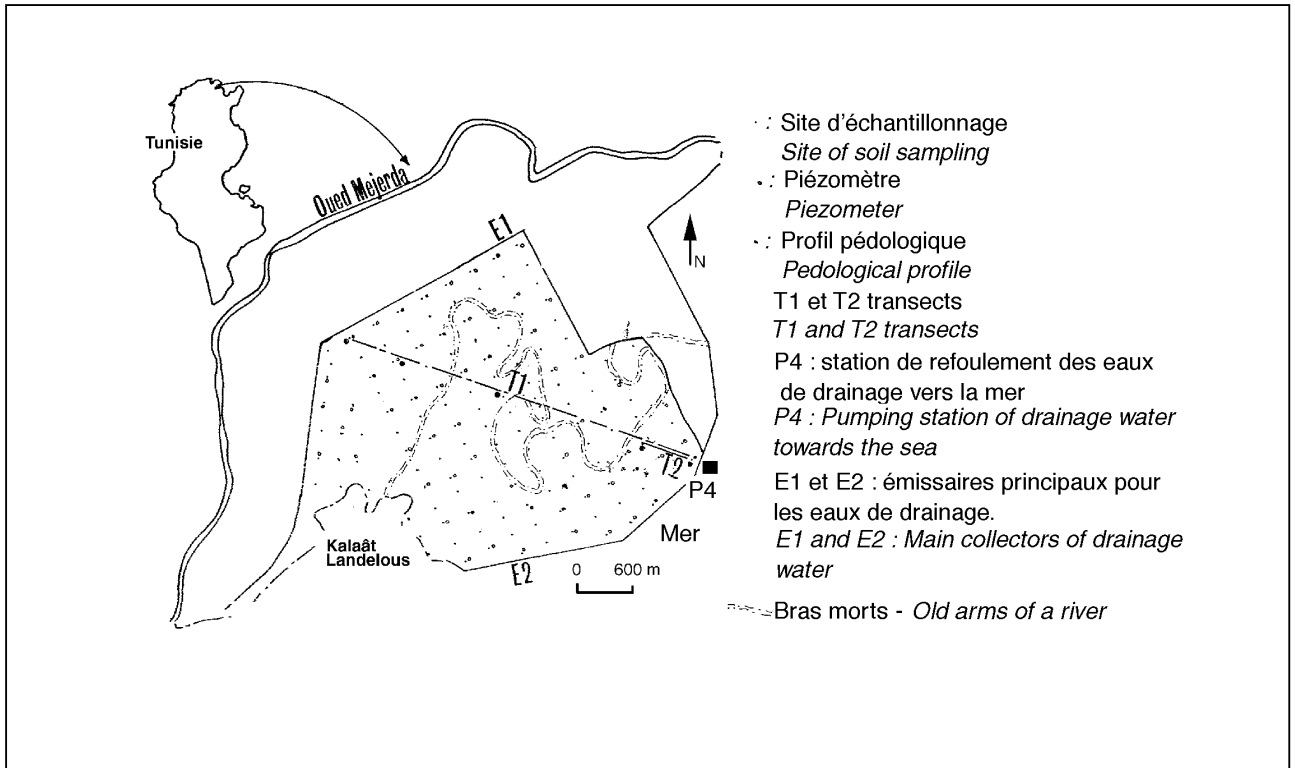 Tunisie
Oued Mejerda
E1
N
T1
T2
P4
Mer
Kalaât
Landelous
E2
0 600 m
: Site d'échantillonnage
Site of soil sampling
: Piézomètre
Piezometer
: Profil pédologique
Pedological profile
T1 et T2 transects
T1 and T2 transects
P4 : station de refoulement des eaux
de drainage vers la mer
P4 : Pumping station of drainage water
towards the sea
E1 et E2 : émissaires principaux pour
les eaux de drainage.
E1 and E2 : Main collectors of drainage
water
Bras morts - Old arms of a river